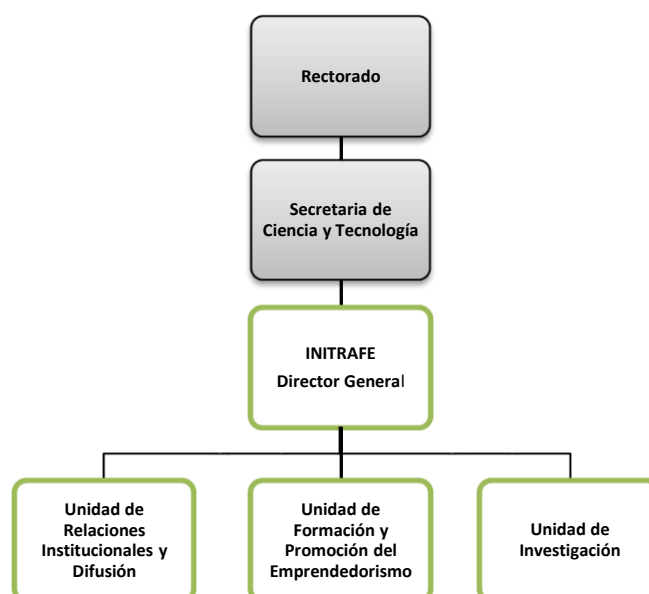 Rectorado
Secretaria de
Ciencia y Tecnología
INITRAFE
Director General
Unidad de
Relaciones
Institucionales y
Difusión
Unidad de
Formación y
Promoción del
Emprendedorismo
Unidad de
Investigación